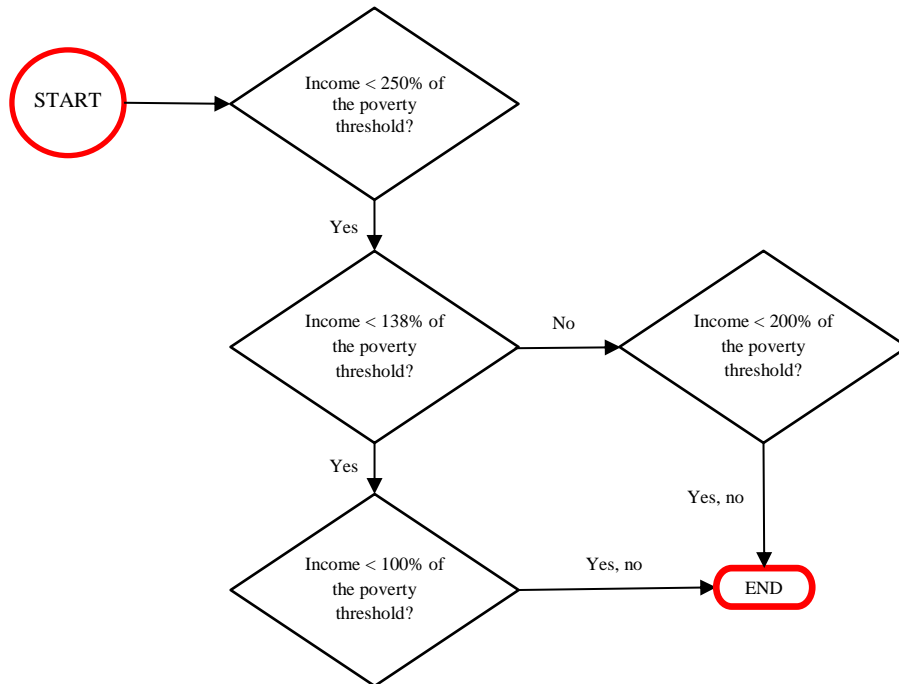 START
Income < 250% of
the poverty
threshold?
Yes
Income < 138% of
the poverty
threshold?
No
Income < 200% of
the poverty
threshold?
Yes
Yes, no
Income < 100% of
the poverty
threshold?
Yes, no
END